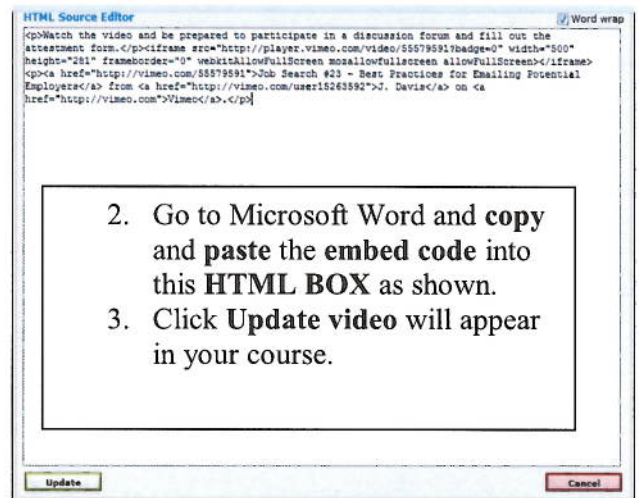 HTML Source Editor
Word wrap
<p>Watch the video and be prepared to participate in a discussion forum and fill out the
attestment form.</p><iframe src="http://player.vimeo.com/video/55579591?badge=0" width="500"
height="281" frameborder="0" webkitAllowFullScreen mozallowfullscreen allowFullScreen></iframe>
<p><a href="http://vimeo.com/55579591">Job Search #23 - Best Practices for Emailing Potential
Employers</a> from <a href="http://vimeo.com/user15263592">J. Davis</a> on <a
href="http://vimeo.com">Vimeo</a>.</p>
2. Go to Microsoft Word and copy
and paste the embed code into
this HTML BOX as shown.
3. Click Update video will appear
in your course.
Update
Cancel